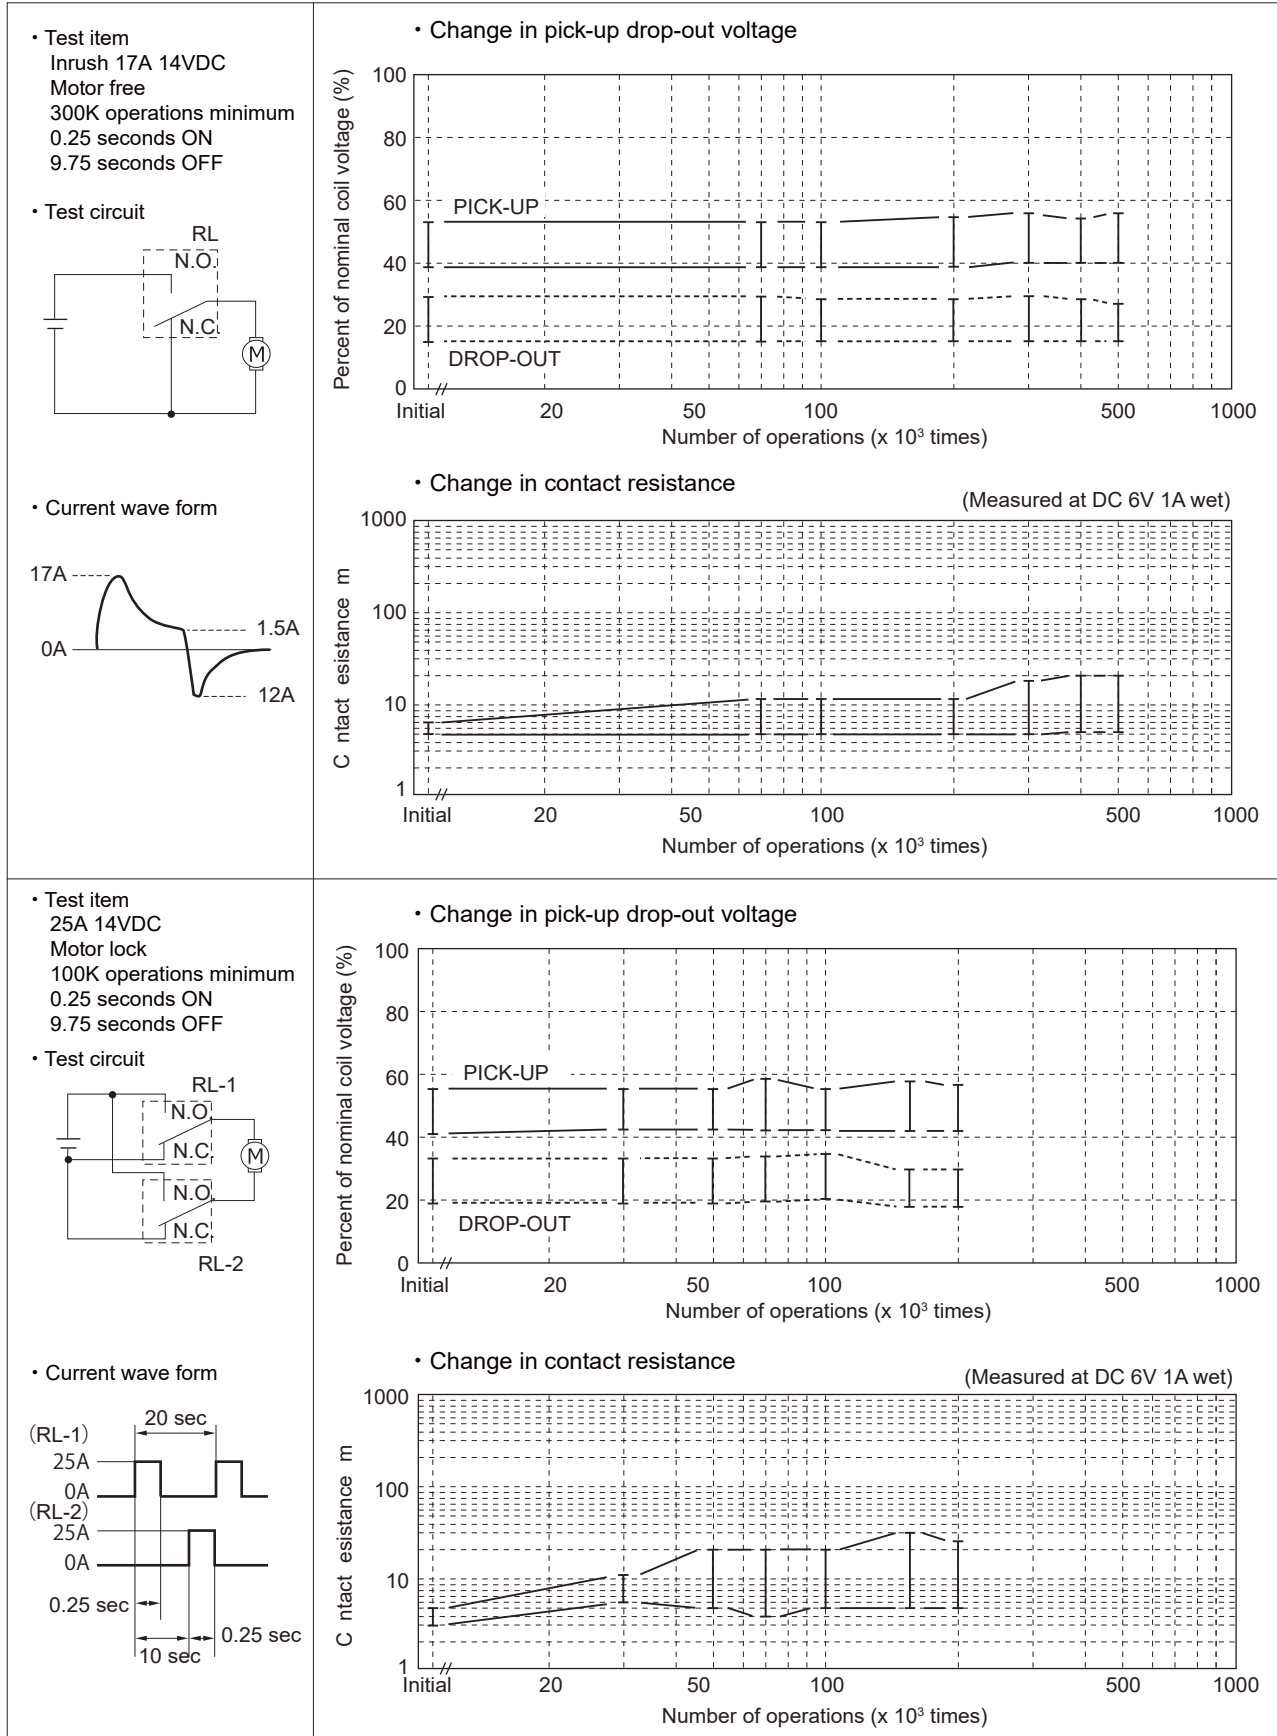 ・Test item
Inrush 17A 14VDC
Motor free
300K operations minimum
0.25 seconds ON
9.75 seconds OFF
・Test circuit
RL
N.O.
N.C.
M
・Current wave form
17A
0A
1.5A
12A
・Change in pick-up drop-out voltage
Percent of nominal coil voltage (%)
100
80
60
40
20
0
PICK-UP
DROP-OUT
Initial 20 50 100 500 1000
Number of operations (x 10³ times)
・Change in contact resistance
(Measured at DC 6V 1A wet)
C ntact esistance m
1000
100
10
1
Initial 20 50 100 500 1000
Number of operations (x 10³ times)
・Test item
25A 14VDC
Motor lock
100K operations minimum
0.25 seconds ON
9.75 seconds OFF
・Test circuit
RL-1
N.O.
N.C.
M
N.O.
N.C.
RL-2
・Current wave form
20 sec
(RL-1)
25A
0A
(RL-2)
25A
0A
0.25 sec
0.25 sec
10 sec
・Change in pick-up drop-out voltage
Percent of nominal coil voltage (%)
100
80
60
40
20
0
PICK-UP
DROP-OUT
Initial 20 50 100 500 1000
Number of operations (x 10³ times)
・Change in contact resistance
(Measured at DC 6V 1A wet)
C ntact esistance m
1000
100
10
1
Initial 20 50 100 500 1000
Number of operations (x 10³ times)